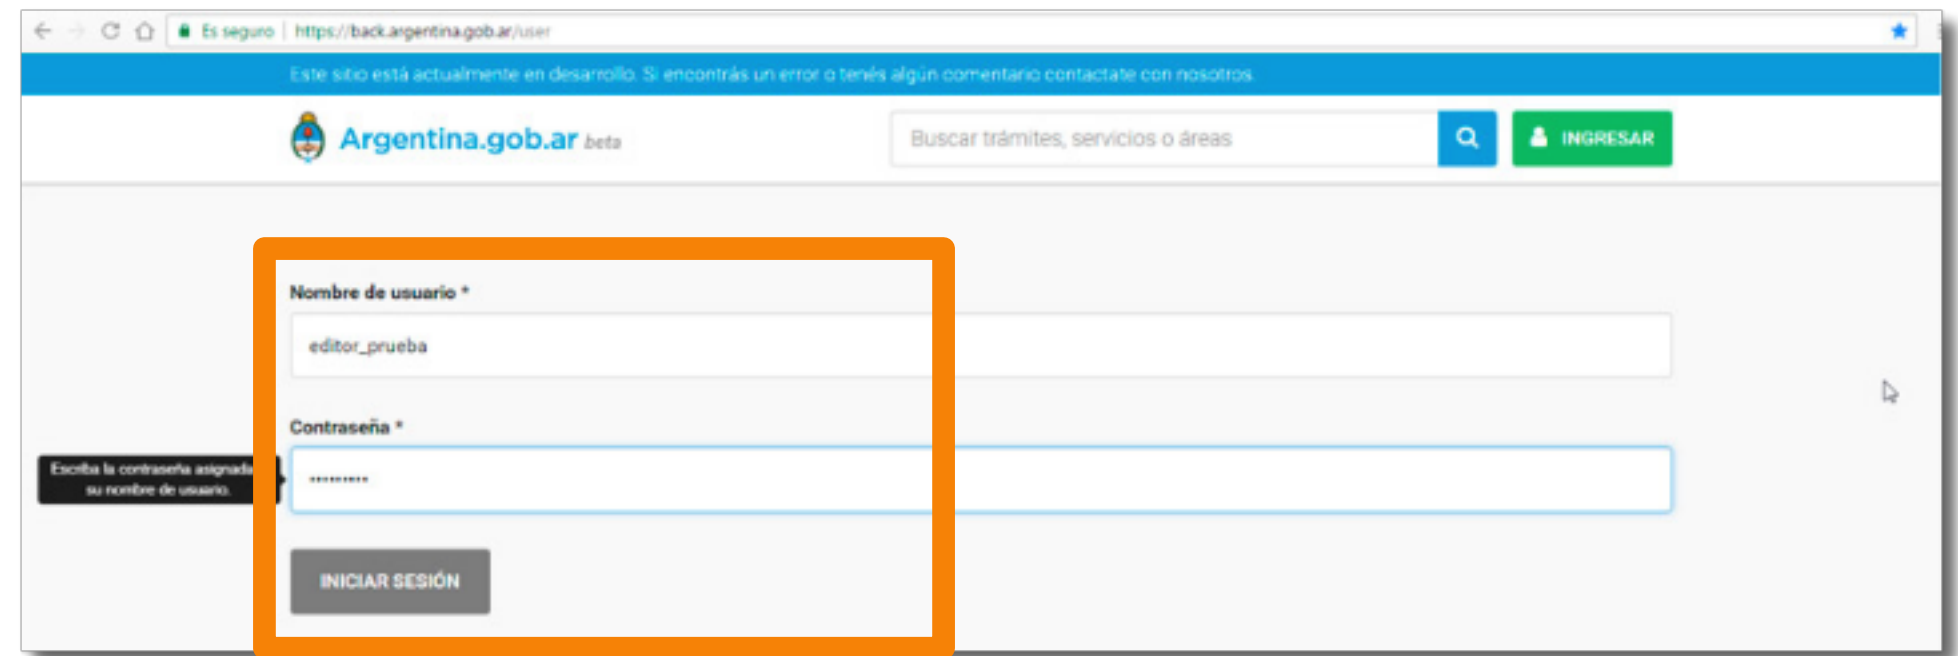 Es seguro | https://back.argentina.gob.ar/user
Este sitio está actualmente en desarrollo. Si encontrás un error o tenés algún comentario contactate con nosotros.
Argentina.gob.ar beta
Buscar trámites, servicios o áreas
INGRESAR
Nombre de usuario *
editor_prueba
Contraseña *
Escriba la contraseña asignada
su nombre de usuario.
••••••••••
INICIAR SESIÓN